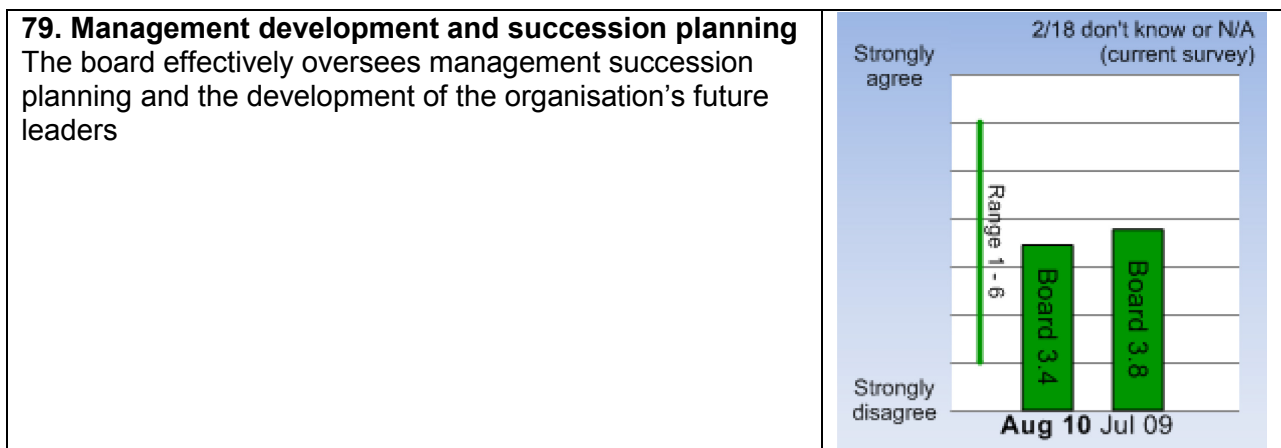 79. Management development and succession planning
The board effectively oversees management succession
planning and the development of the organisation’s future
leaders
2/18 don't know or N/A
(current survey)
Strongly
agree
Range 1 - 6
Board 3.4
Board 3.8
Strongly
disagree
Aug 10 Jul 09